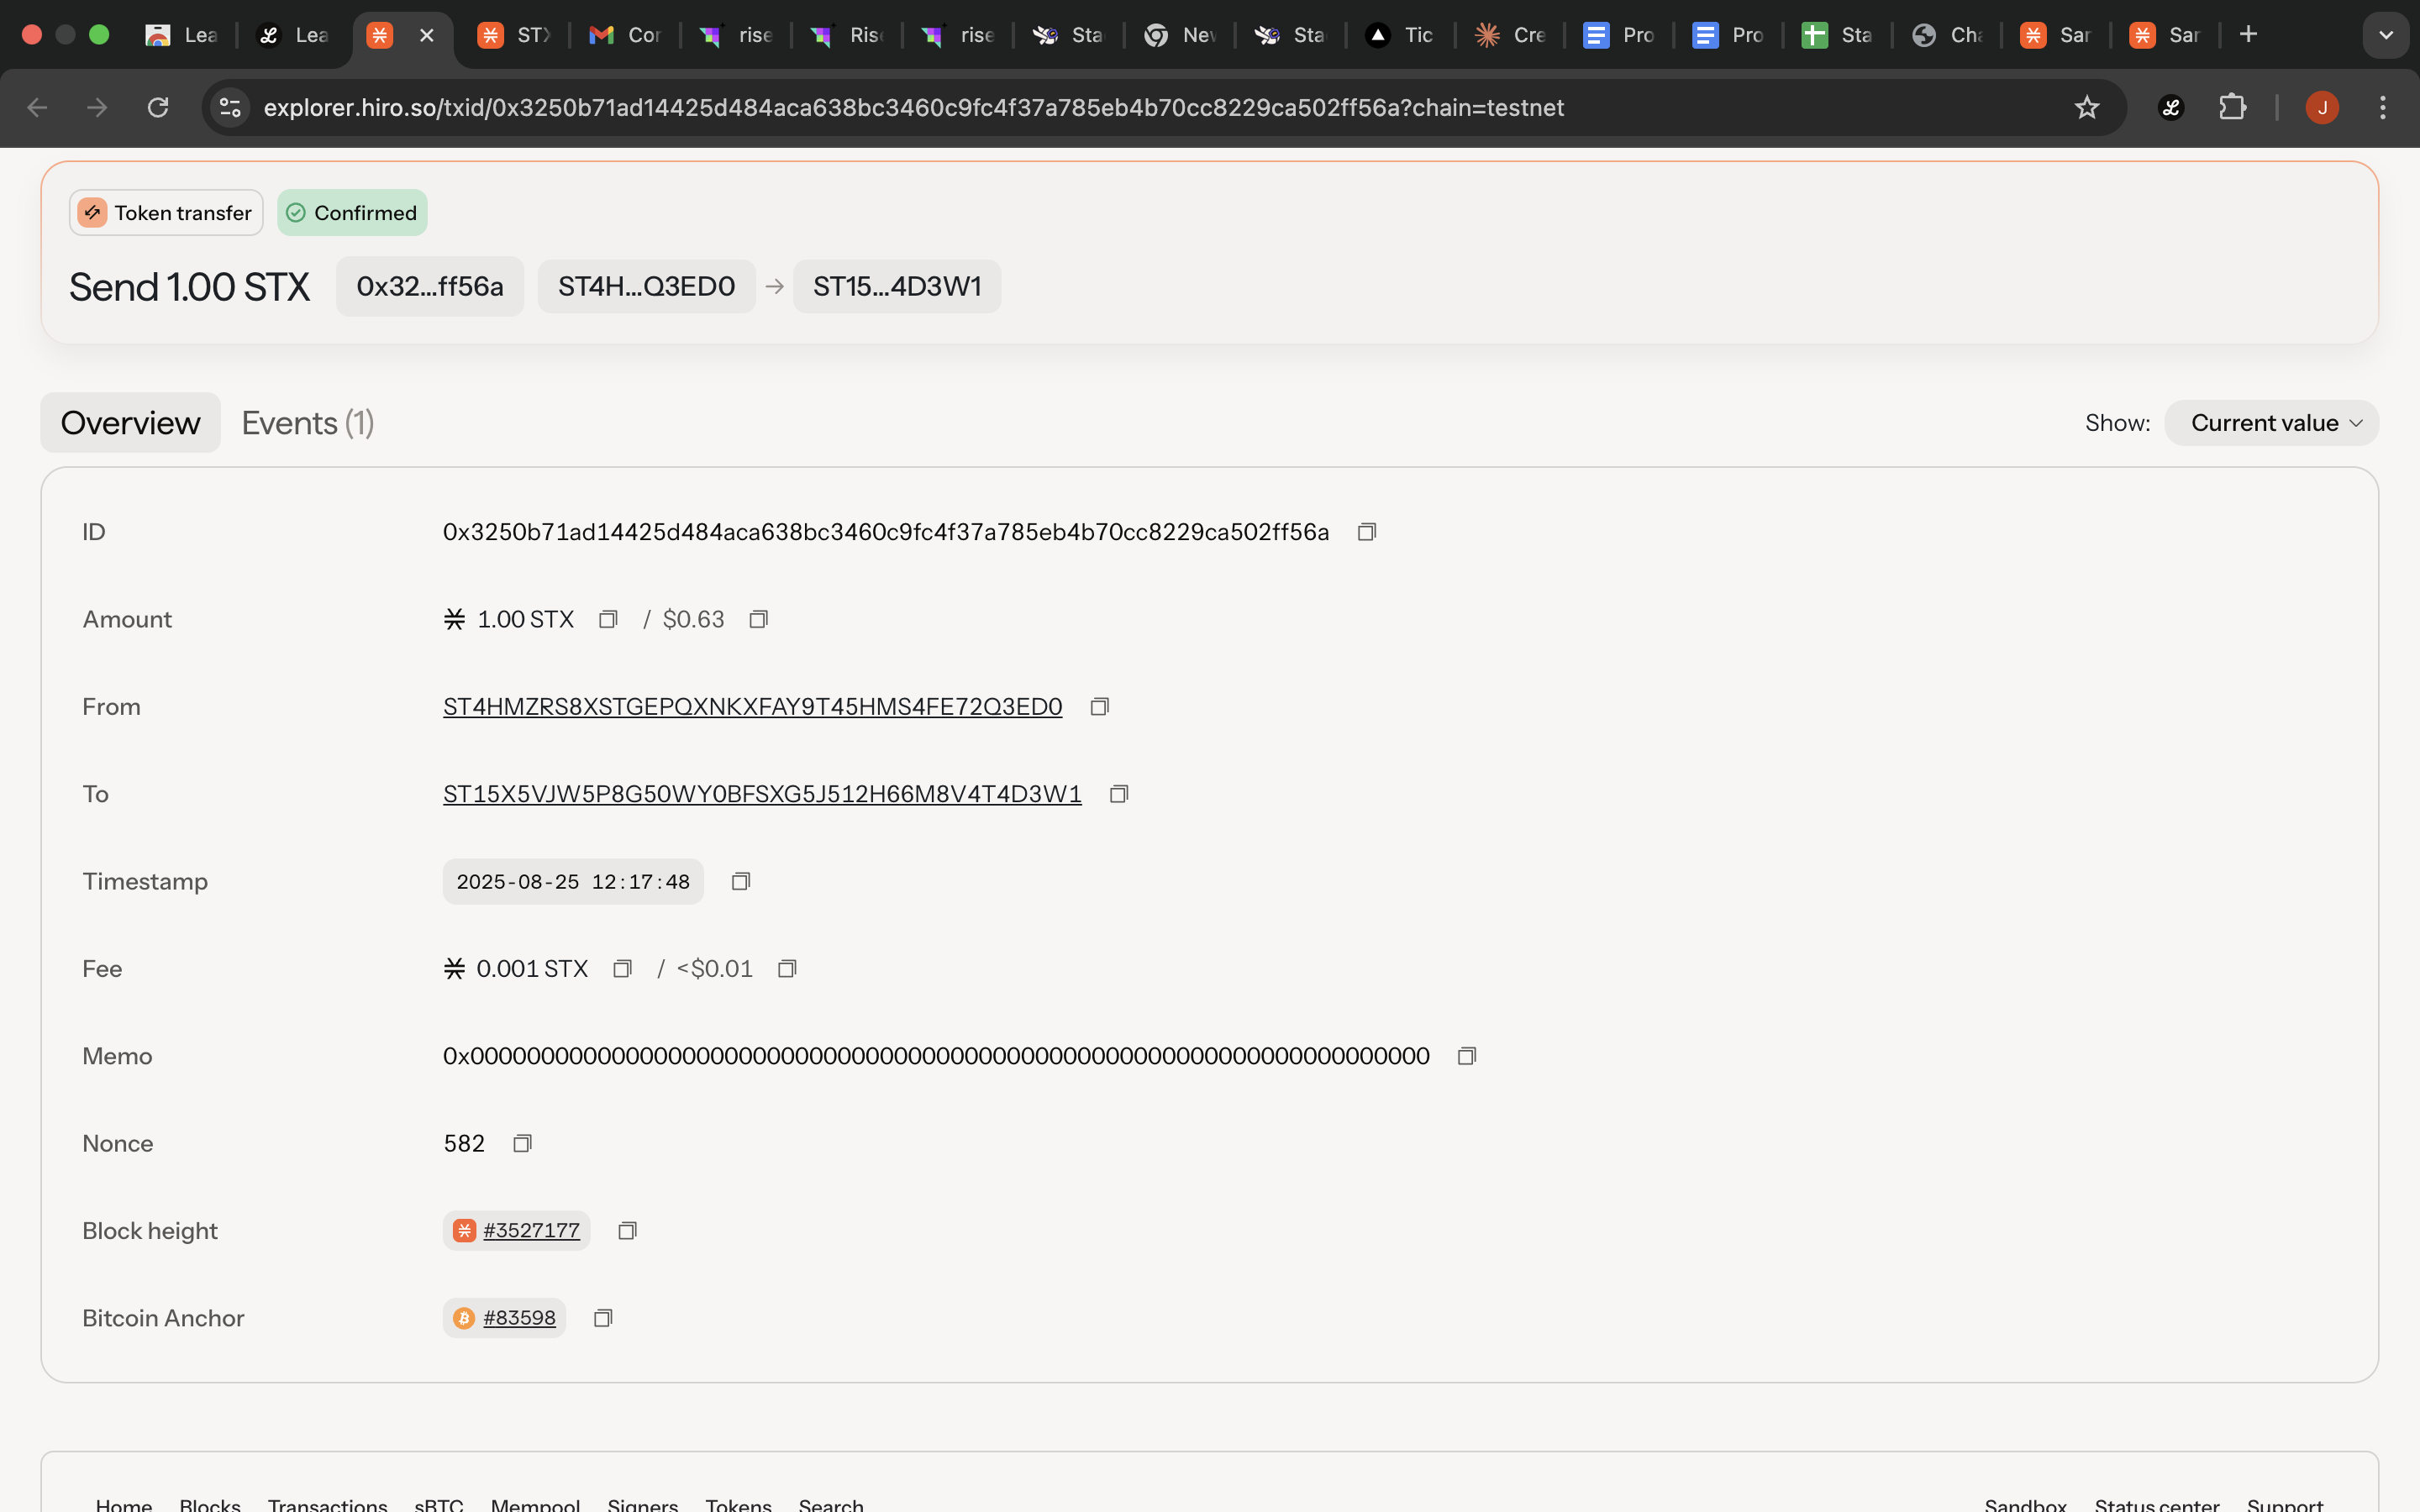 Lea Lea STX Cor rise Rise rise Sta Nev Sta Tic Cre Pro Pro Sta Cha Sar Sar
explorer.hiro.so/txid/0x3250b71ad14425d484aca638bc3460c9fc4f37a785eb4b70cc8229ca502ff56a?chain=testnet J
Token transfer Confirmed
Send 1.00 STX 0x32...ff56a ST4H...Q3ED0 → ST15...4D3W1
Overview Events (1) Show: Current value
ID 0x3250b71ad14425d484aca638bc3460c9fc4f37a785eb4b70cc8229ca502ff56a
Amount 1.00 STX / $0.63
From ST4HMZRS8XSTGEPQXNKXFAY9T45HMS4FE72Q3ED0
To ST15X5VJW5P8G50WY0BFSXG5J512H66M8V4T4D3W1
Timestamp 2025-08-25 12:17:48
Fee 0.001 STX / <$0.01
Memo 0x00000000000000000000000000000000000000000000000000000000000000000000
Nonce 582
Block height #3527177
Bitcoin Anchor #83598
Home Blocks Transactions sBTC Mempool Signers Tokens Search Sandbox Status center Support